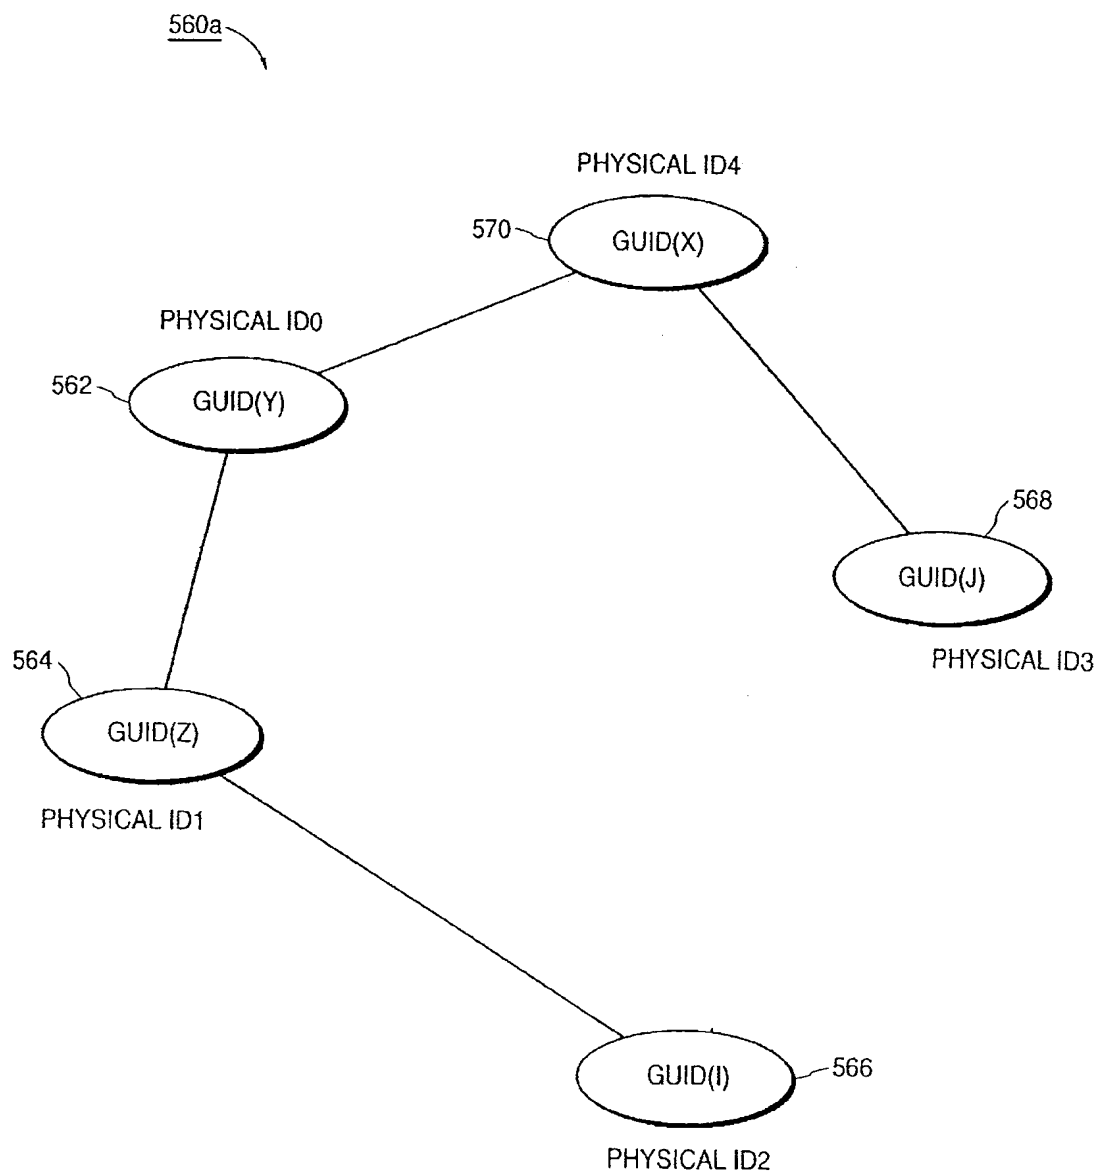 560a
PHYSICAL ID4
570
GUID(X)
PHYSICAL ID0
562
GUID(Y)
568
GUID(J)
PHYSICAL ID3
564
GUID(Z)
PHYSICAL ID1
GUID(I)
566
PHYSICAL ID2